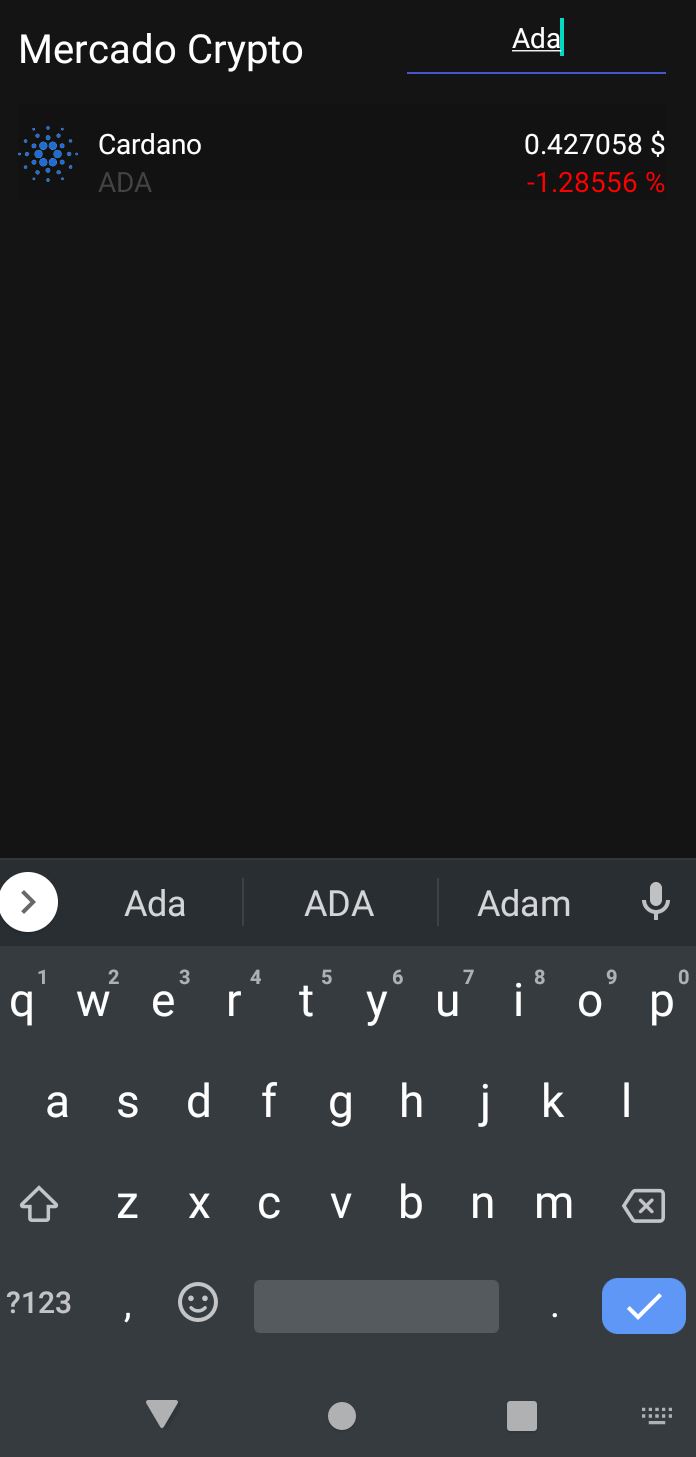 Mercado Crypto
Ada
Cardano
0.427058 $
ADA
-1.28556 %
Ada ADA Adam
1 2 3 4 5 6 7 8 9 0
q w e r t y u i o p
a s d f g h j k l
z x c v b n m
?123 , .